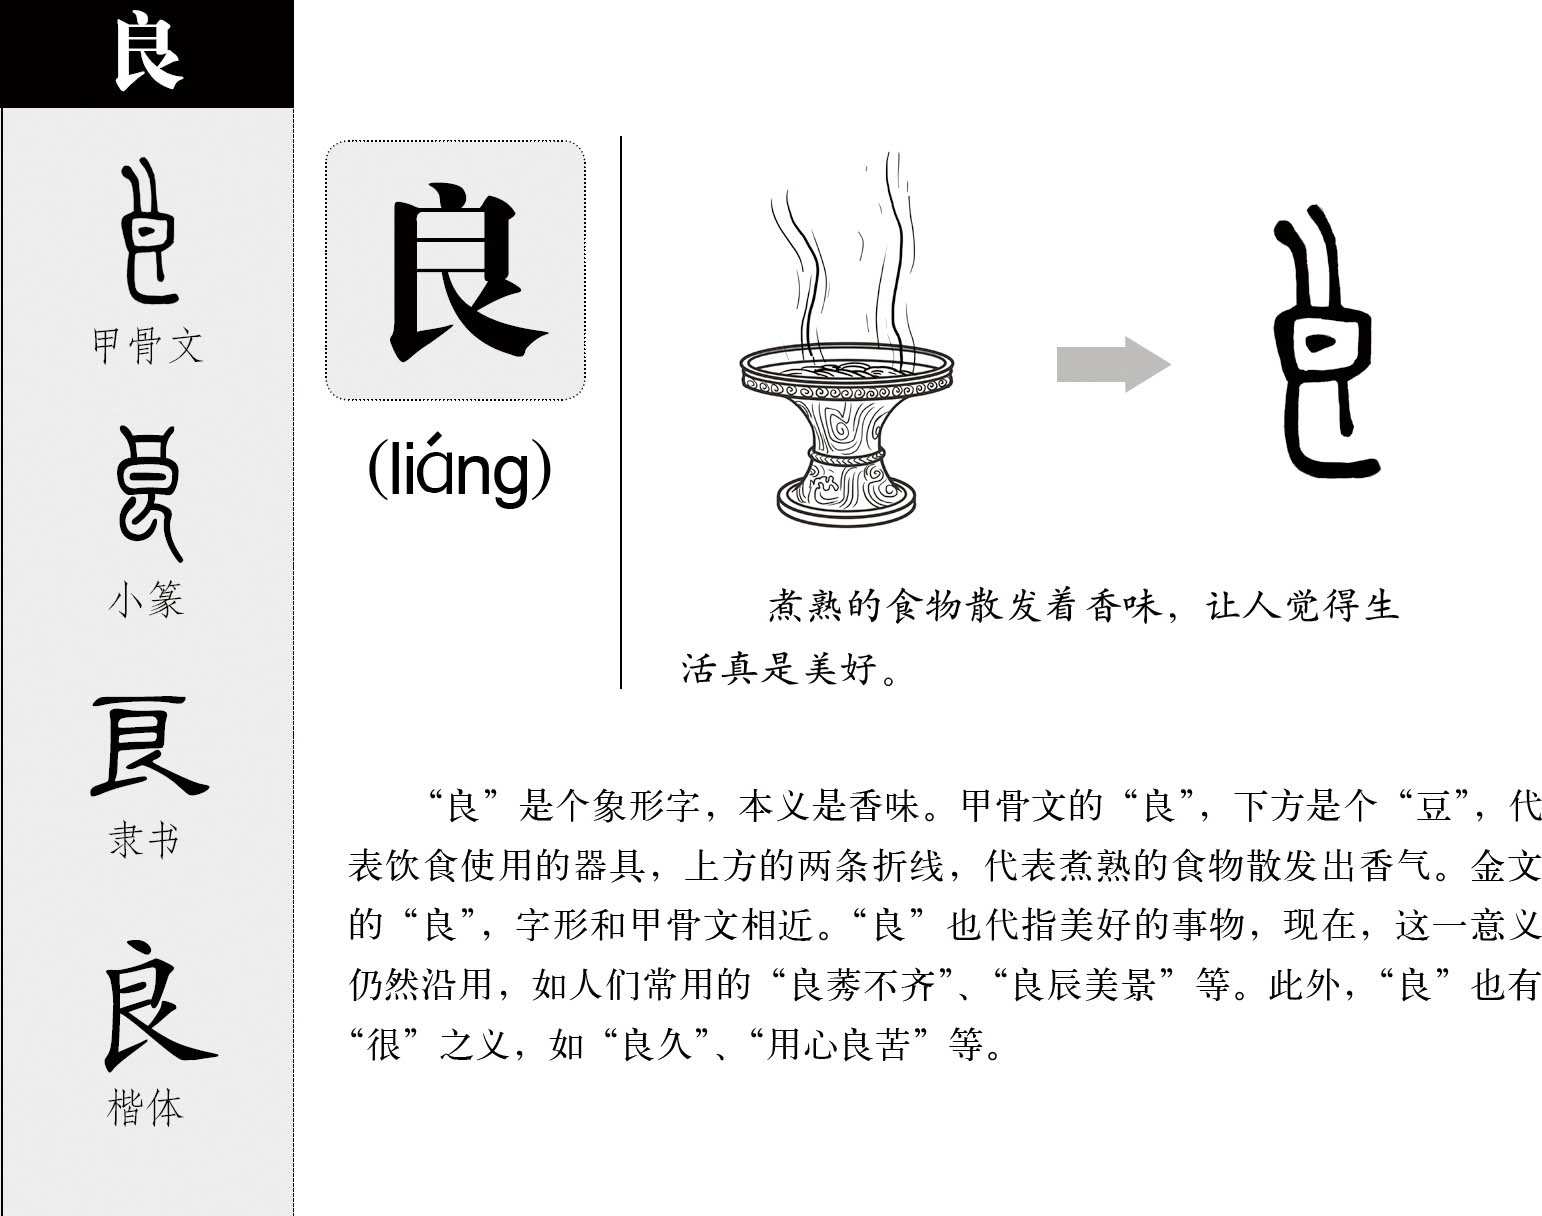 良
甲骨文
小篆
隶书
楷体
良
(liáng)
煮熟的食物散发着香味，让人觉得生
活真是美好。
“良”是个象形字，本义是香味。甲骨文的“良”，下方是个“豆”，代
表饮食使用的器具，上方的两条折线，代表煮熟的食物散发出香气。金文
的“良”，字形和甲骨文相近。“良”也代指美好的事物，现在，这一意义
仍然沿用，如人们常用的“良莠不齐”、“良辰美景”等。此外，“良”也有
“很”之义，如“良久”、“用心良苦”等。